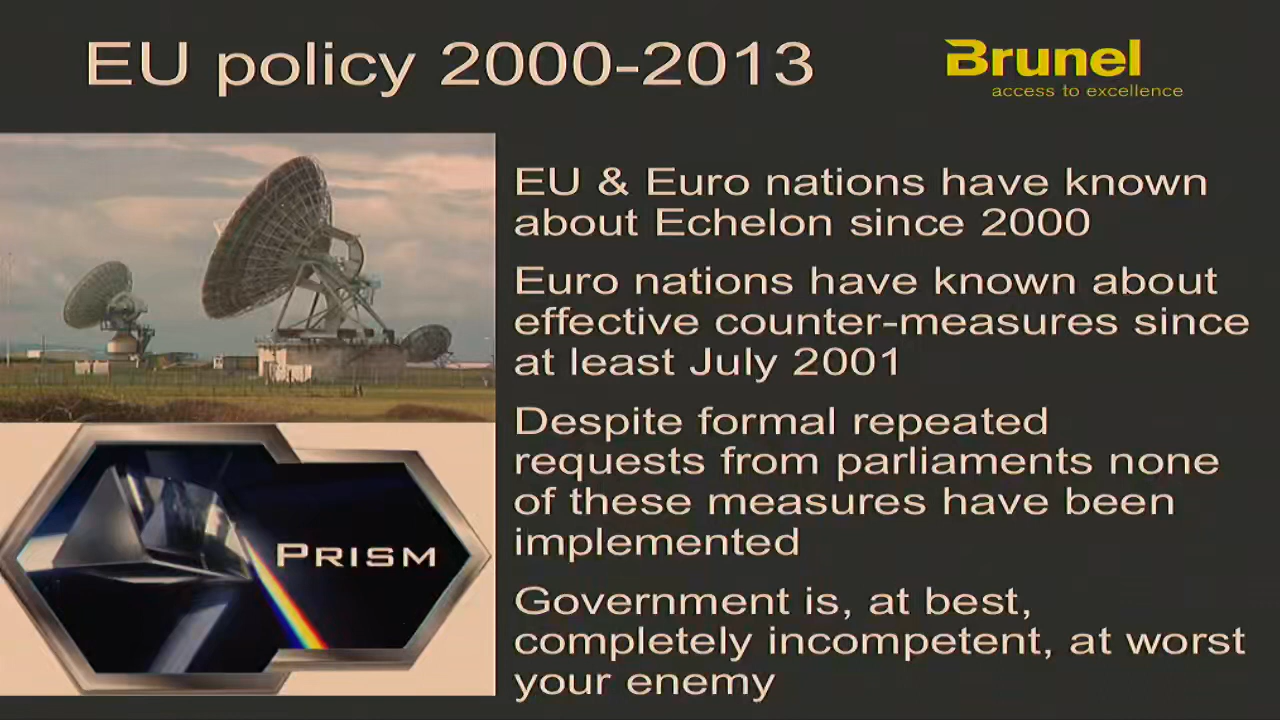 EU policy 2000-2013
Brunel
access to excellence
EU & Euro nations have known
about Echelon since 2000
Euro nations have known about
effective counter-measures since
at least July 2001
Despite formal repeated
requests from parliaments none
of these measures have been
implemented
Government is, at best,
completely incompetent, at worst
your enemy
PRISM